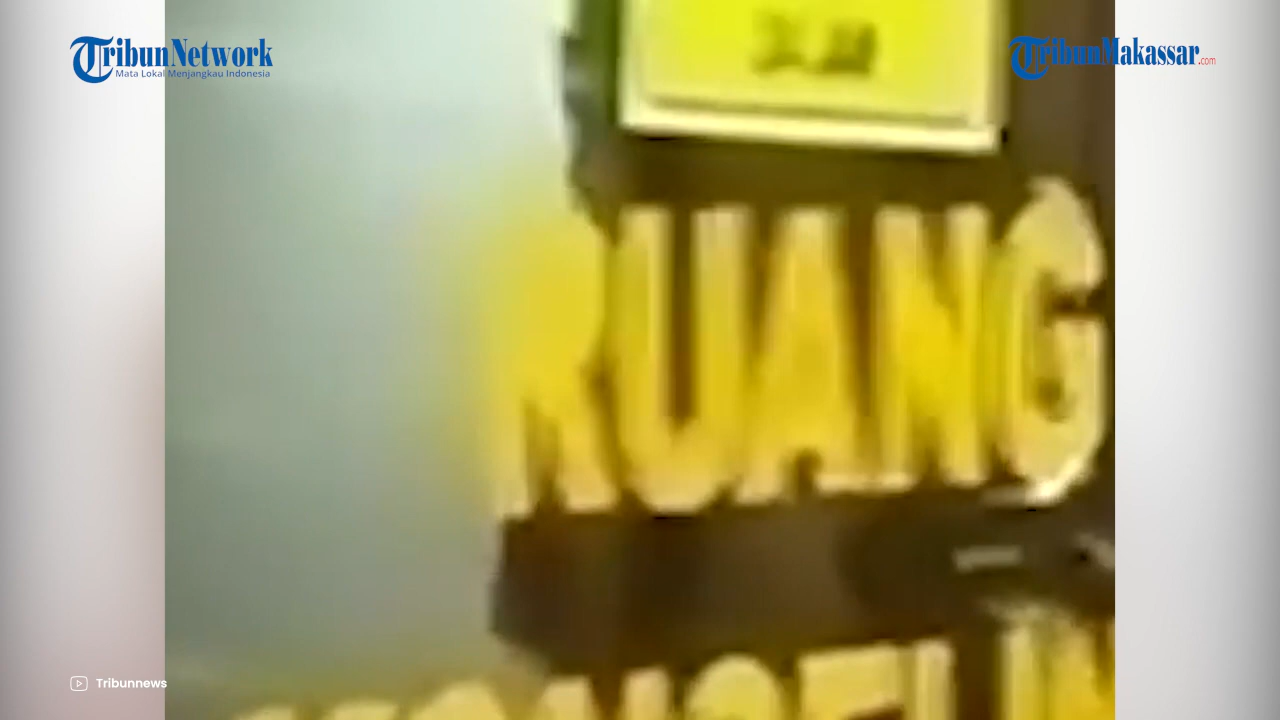 TribunNetwork
Mata Lokal Menjangkau Indonesia
TribunMakassar.com
RUANG
Tribunnews